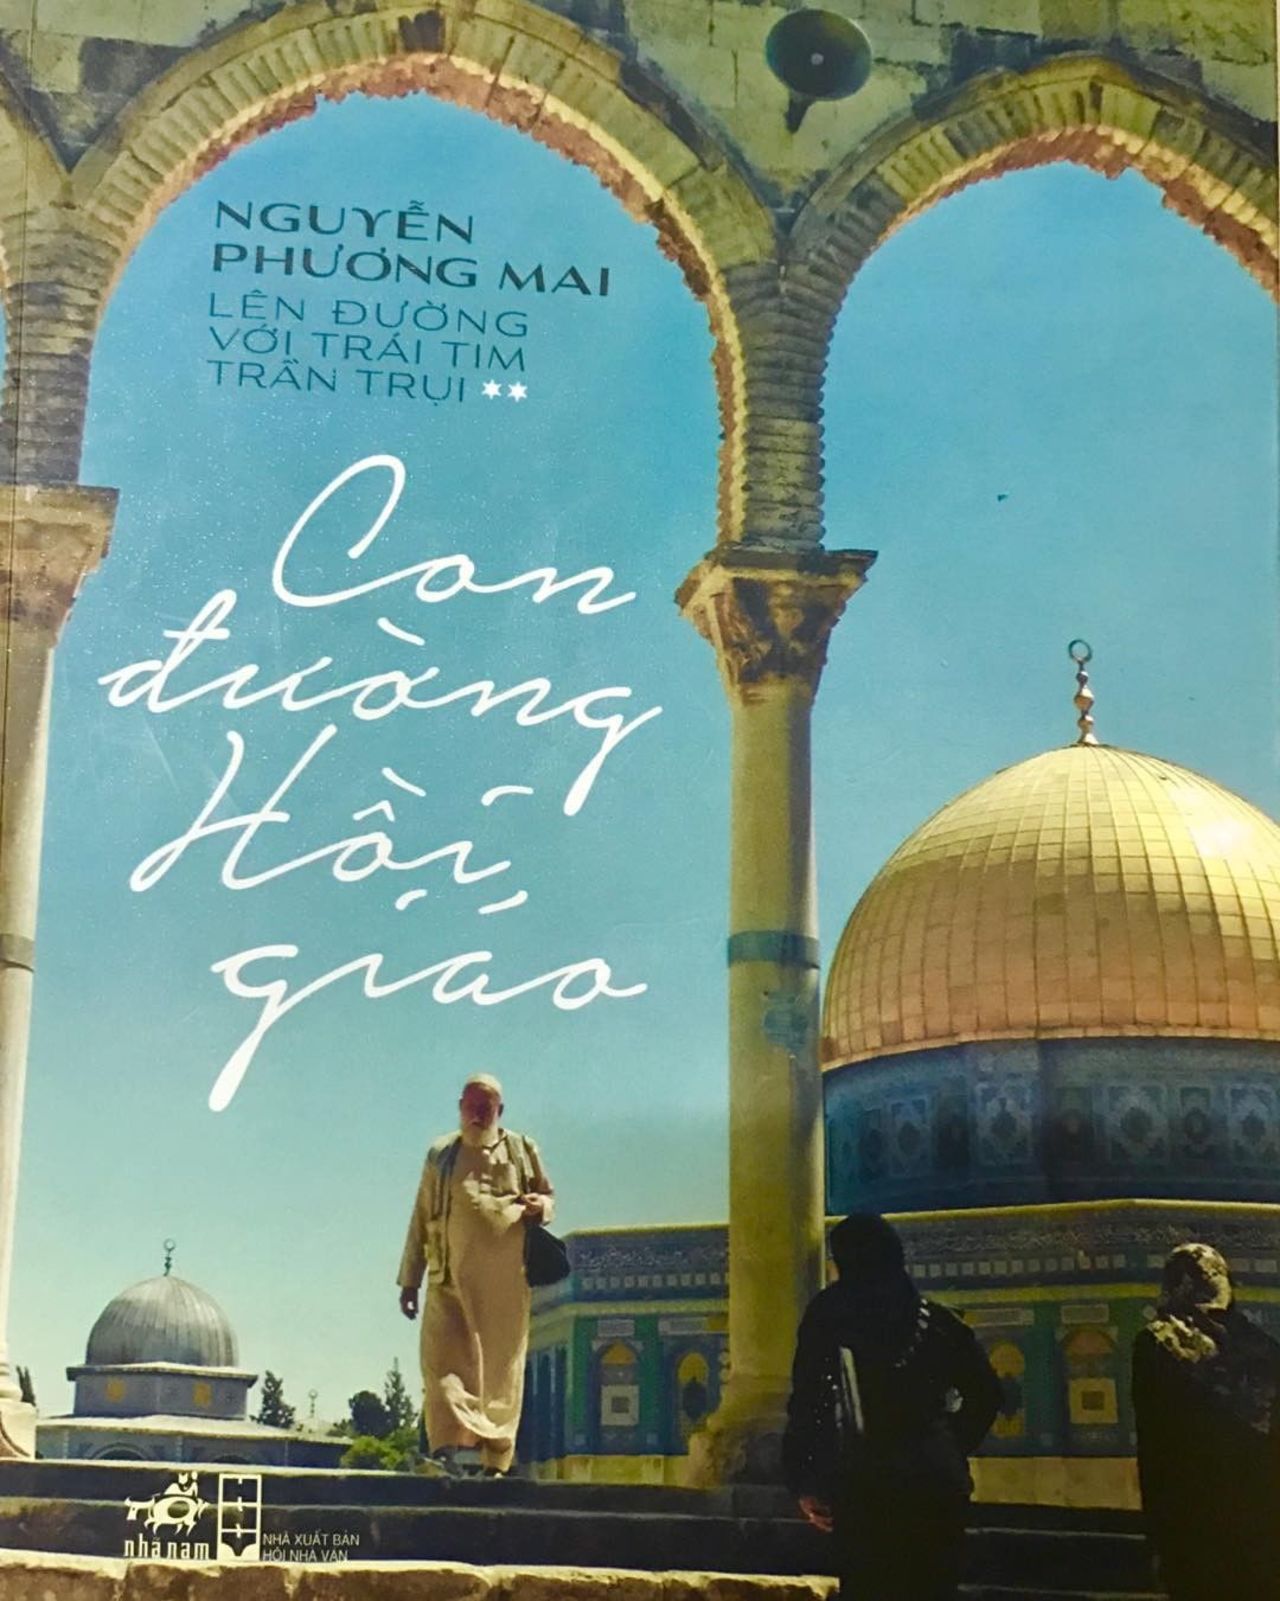 NGUYỄN
PHƯƠNG MAI
LÊN ĐƯỜNG
VỚI TRÁI TIM
TRẦN TRỤI **
Con
đường
Hồi
giáo
nhã nam
NHÀ XUẤT BẢN
HỘI NHÀ VĂN